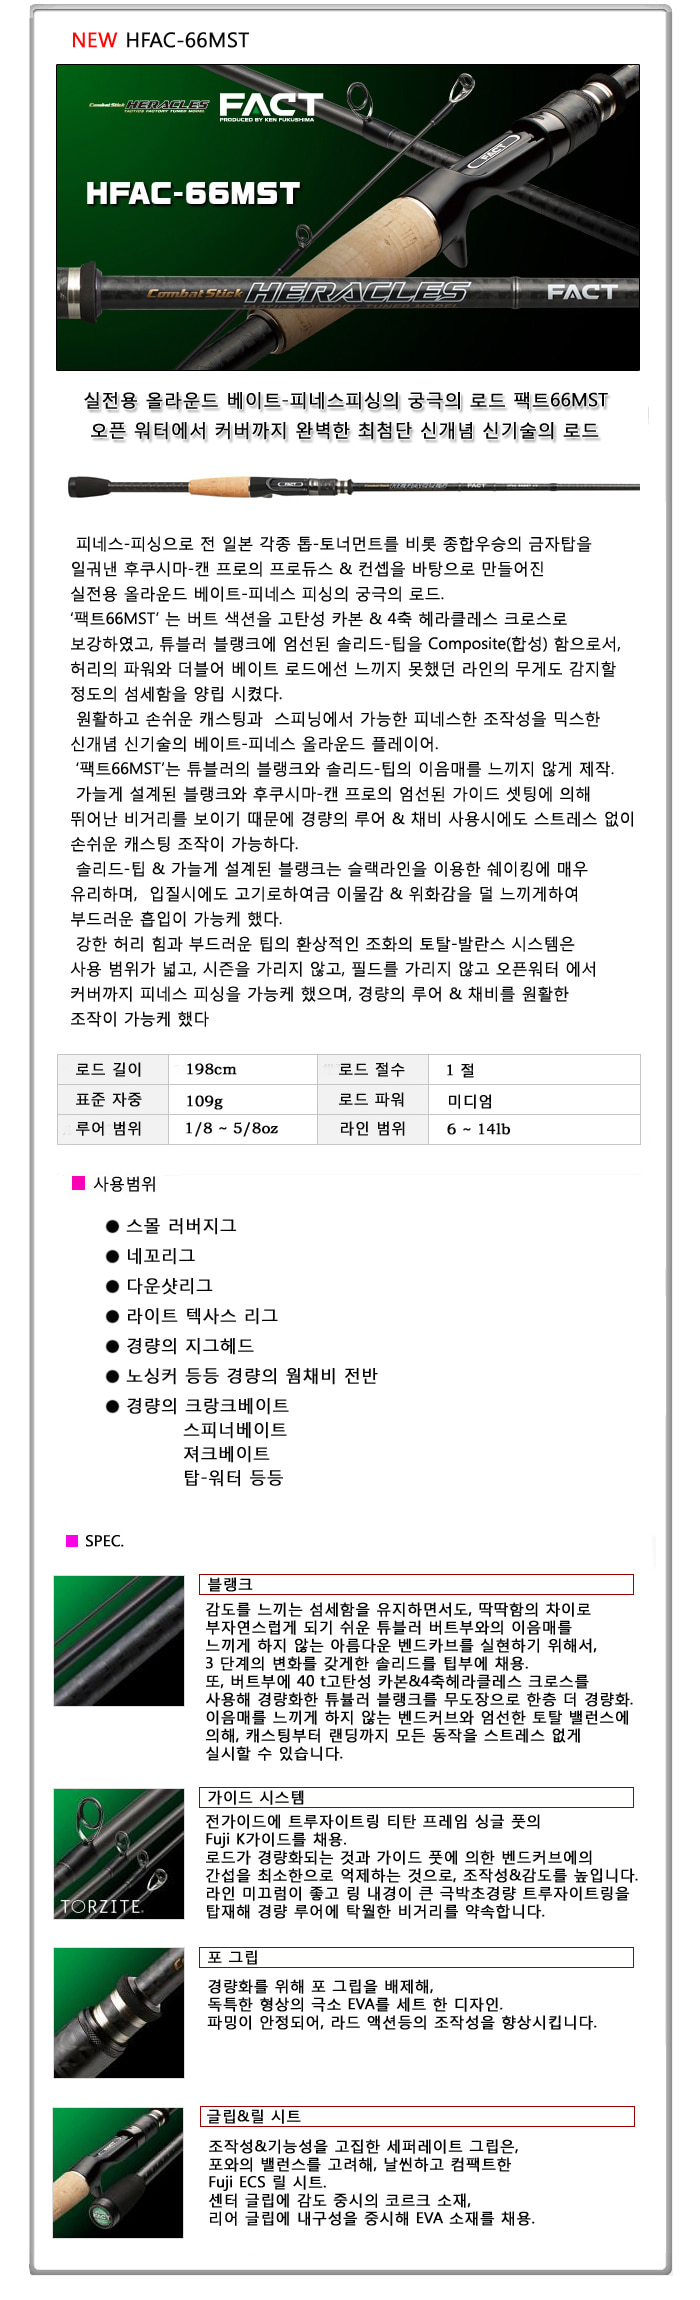 NEW HFAC-66MST
Combat Stick HERACLES FACT
TACTICS FACTORY TUNED MODEL PRODUCED BY KEN FUKUSHIMA
HFAC-66MST
FACT
Combat Stick HERACLES FACT
TACTICS FACTORY TUNED MODEL
실전용 올라운드 베이트-피네스피싱의 궁극의 로드 팩트66MST
오픈 워터에서 커버까지 완벽한 최첨단 신개념 신기술의 로드
피네스-피싱으로 전 일본 각종 톱-토너먼트를 비롯 종합우승의 금자탑을
일궈낸 후쿠시마-캔 프로의 프로듀스 & 컨셉을 바탕으로 만들어진
실전용 올라운드 베이트-피네스 피싱의 궁극의 로드.
‘팩트66MST’ 는 버트 색션을 고탄성 카본 & 4축 헤라클레스 크로스로
보강하였고, 튜블러 블랭크에 엄선된 솔리드-팁을 Composite(합성) 함으로서,
허리의 파워와 더블어 베이트 로드에선 느끼지 못했던 라인의 무게도 감지할
정도의 섬세함을 양립 시켰다.
원활하고 손쉬운 캐스팅과 스피닝에서 가능한 피네스한 조작성을 믹스한
신개념 신기술의 베이트-피네스 올라운드 플레이어.
‘팩트66MST’는 튜블러의 블랭크와 솔리드-팁의 이음매를 느끼지 않게 제작.
가늘게 설계된 블랭크와 후쿠시마-캔 프로의 엄선된 가이드 셋팅에 의해
뛰어난 비거리를 보이기 때문에 경량의 루어 & 채비 사용시에도 스트레스 없이
손쉬운 캐스팅 조작이 가능하다.
솔리드-팁 & 가늘게 설계된 블랭크는 슬랙라인을 이용한 쉐이킹에 매우
유리하며, 입질시에도 고기로하여금 이물감 & 위화감을 덜 느끼게하여
부드러운 흡입이 가능케 했다.
강한 허리 힘과 부드러운 팁의 환상적인 조화의 토탈-발란스 시스템은
사용 범위가 넓고, 시즌을 가리지 않고, 필드를 가리지 않고 오픈워터 에서
커버까지 피네스 피싱을 가능케 했으며, 경량의 루어 & 채비를 원활한
조작이 가능케 했다
로드 길이 198cm 로드 절수 1 절
표준 자중 109g 로드 파워 미디엄
루어 범위 1/8 ~ 5/8oz 라인 범위 6 ~ 14lb
사용범위
● 스몰 러버지그
● 네꼬리그
● 다운샷리그
● 라이트 텍사스 리그
● 경량의 지그헤드
● 노싱커 등등 경량의 웜채비 전반
● 경량의 크랑크베이트
스피너베이트
져크베이트
탑-워터 등등
SPEC.
블랭크
감도를 느끼는 섬세함을 유지하면서도, 딱딱함의 차이로
부자연스럽게 되기 쉬운 튜블러 버트부와의 이음매를
느끼게 하지 않는 아름다운 벤드카브를 실현하기 위해서,
3 단계의 변화를 갖게한 솔리드를 팁부에 채용.
또, 버트부에 40 t고탄성 카본&4축헤라클레스 크로스를
사용해 경량화한 튜뷸러 블랭크를 무도장으로 한층 더 경량화.
이음매를 느끼게 하지 않는 벤드커브와 엄선한 토탈 밸런스에
의해, 캐스팅부터 랜딩까지 모든 동작을 스트레스 없게
실시할 수 있습니다.
가이드 시스템
전가이드에 트루자이트링 티탄 프레임 싱글 풋의
Fuji K가이드를 채용.
로드가 경량화되는 것과 가이드 풋에 의한 벤드커브에의
간섭을 최소한으로 억제하는 것으로, 조작성&감도를 높입니다.
라인 미끄럼이 좋고 링 내경이 큰 극박초경량 트루자이트링을
탑재해 경량 루어에 탁월한 비거리를 약속합니다.
TORZITE
포 그립
경량화를 위해 포 그립을 배제해,
독특한 형상의 극소 EVA를 세트 한 디자인.
파밍이 안정되어, 라드 액션등의 조작성을 향상시킵니다.
글립&릴 시트
조작성&기능성을 고집한 세퍼레이트 그립은,
포와의 밸런스를 고려해, 날씬하고 컴팩트한
Fuji ECS 릴 시트.
센터 글립에 감도 중시의 코르크 소재,
리어 글립에 내구성을 중시해 EVA 소재를 채용.
FACT